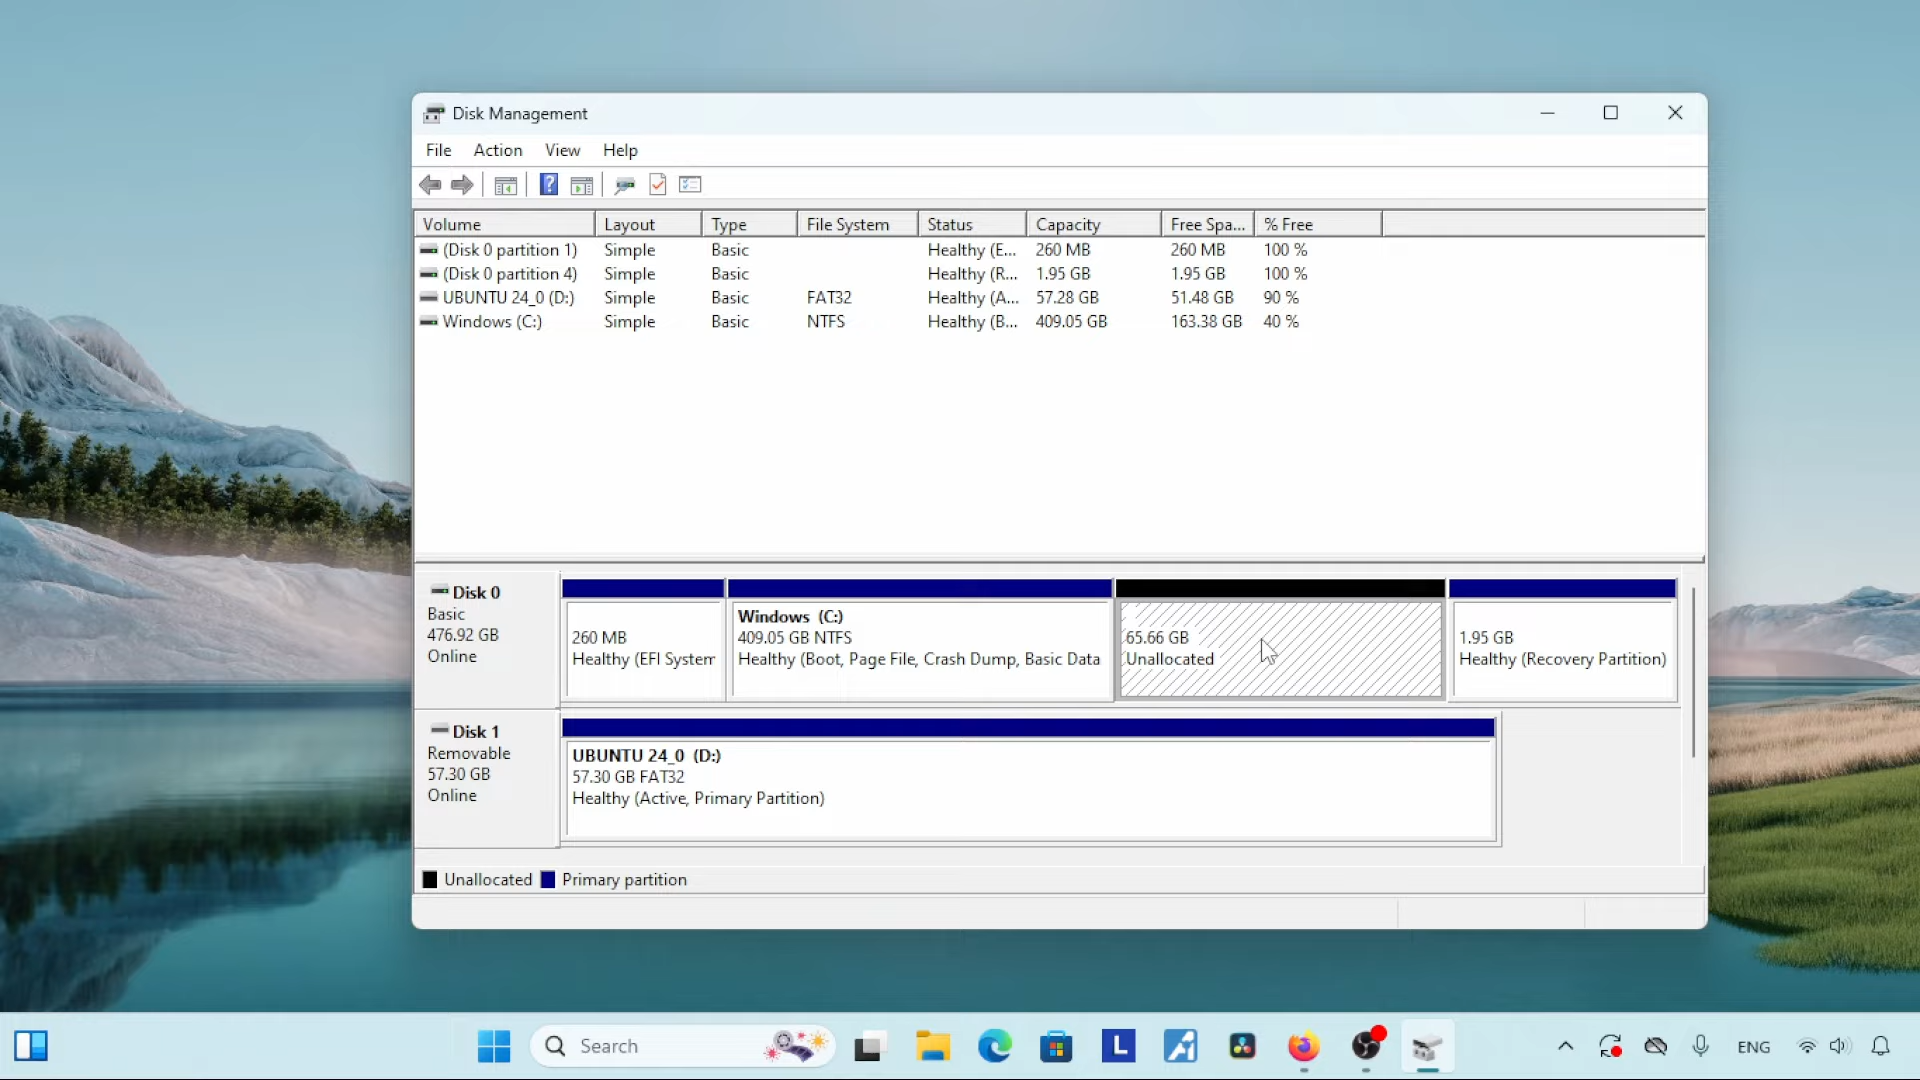 Disk Management
File Action View Help
Volume Layout Type File System Status Capacity Free Spa... % Free
(Disk 0 partition 1) Simple Basic Healthy (E... 260 MB 260 MB 100 %
(Disk 0 partition 4) Simple Basic Healthy (R... 1.95 GB 1.95 GB 100 %
UBUNTU 24_0 (D:) Simple Basic FAT32 Healthy (A... 57.28 GB 51.48 GB 90 %
Windows (C:) Simple Basic NTFS Healthy (B... 409.05 GB 163.38 GB 40 %
Disk 0
Basic
476.92 GB
Online
260 MB
Healthy (EFI System
Windows (C:)
409.05 GB NTFS
Healthy (Boot, Page File, Crash Dump, Basic Data
65.66 GB
Unallocated
1.95 GB
Healthy (Recovery Partition)
Disk 1
Removable
57.30 GB
Online
UBUNTU 24_0 (D:)
57.30 GB FAT32
Healthy (Active, Primary Partition)
Unallocated Primary partition
Search
L
ENG